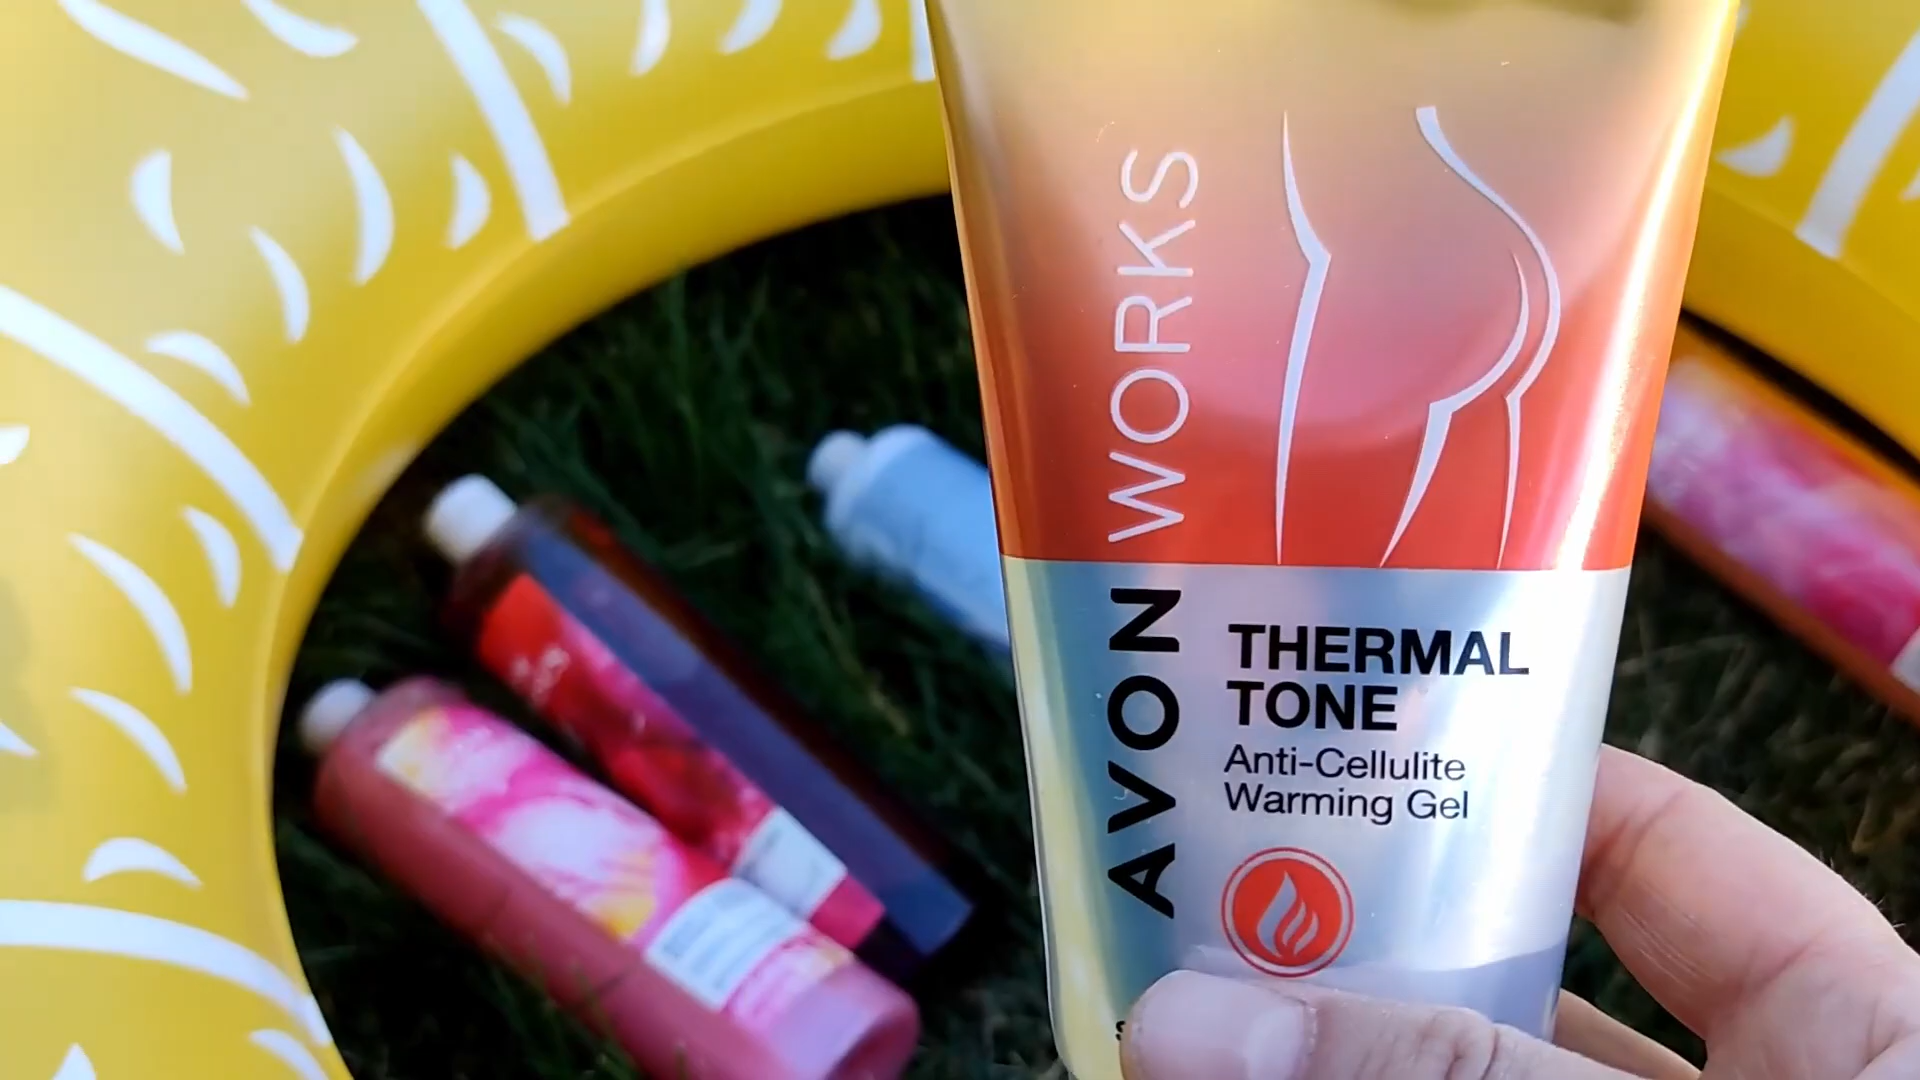 AVON WORKS
THERMAL
TONE
Anti-Cellulite
Warming Gel